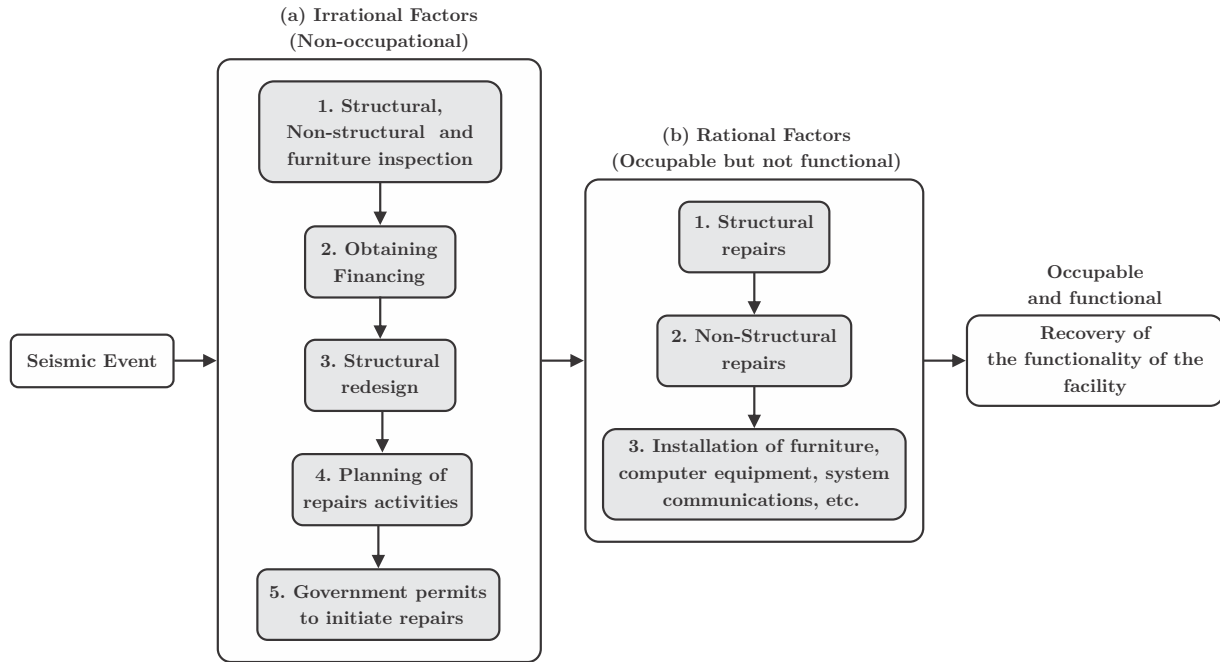 (a) Irrational Factors
(Non-occupational)
1. Structural,
Non-structural and
furniture inspection
2. Obtaining
Financing
3. Structural
redesign
4. Planning of
repairs activities
5. Government permits
to initiate repairs
Seismic Event
(b) Rational Factors
(Occupable but not functional)
1. Structural
repairs
2. Non-Structural
repairs
3. Installation of furniture,
computer equipment, system
communications, etc.
Occupable
and functional
Recovery of
the functionality of the
facility